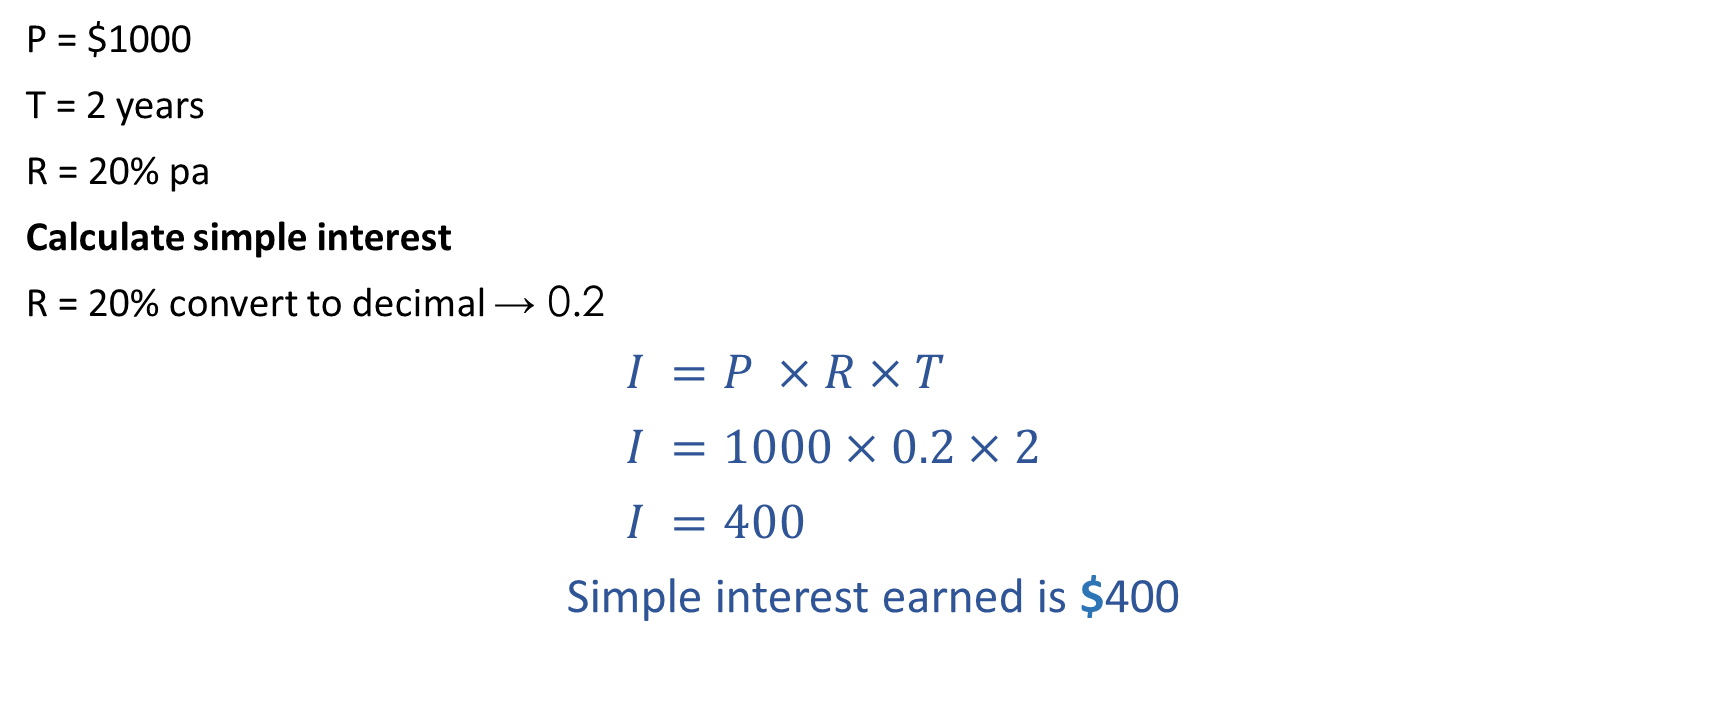 P = $1000
T = 2 years
R = 20% pa
Calculate simple interest
R = 20% convert to decimal → 0.2
I = P × R × T
I = 1000 × 0.2 × 2
I = 400
Simple interest earned is $400